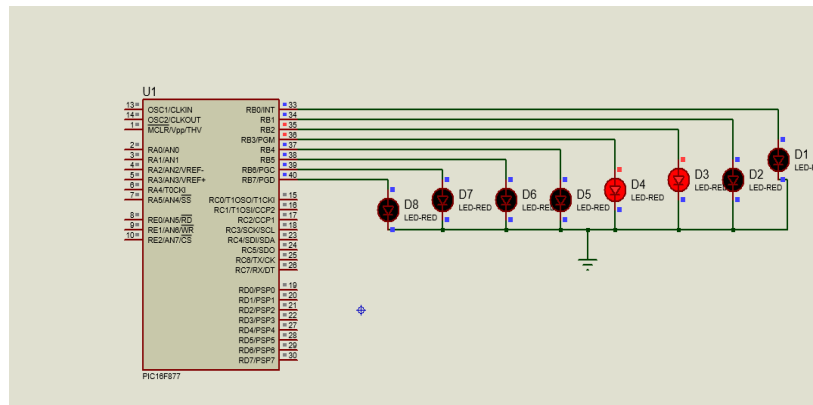 U1
13 OSC1/CLKIN RB0/INT 33
14 OSC2/CLKOUT RB1 34
1 MCLR/Vpp/THV RB2 35
RB3/PGM 36
2 RA0/AN0 RB4 37
3 RA1/AN1 RB5 38
4 RA2/AN2/VREF- RB6/PGC 39
5 RA3/AN3/VREF+ RB7/PGD 40
6 RA4/T0CKI
7 RA5/AN4/SS RC0/T1OSO/T1CKI 15
RC1/T1OSI/CCP2 16
8 RE0/AN5/RD RC2/CCP1 17
9 RE1/AN6/WR RC3/SCK/SCL 18
10 RE2/AN7/CS RC4/SDI/SDA 23
RC5/SDO 24
RC6/TX/CK 25
RC7/RX/DT 26
RD0/PSP0 19
RD1/PSP1 20
RD2/PSP2 21
RD3/PSP3 22
RD4/PSP4 27
RD5/PSP5 28
RD6/PSP6 29
RD7/PSP7 30
PIC16F877
D8
LED-RED
D7
LED-RED
D6
LED-RED
D5
LED-RED
D4
LED-RED
D3
LED-RED
D2
LED-RED
D1
LED-